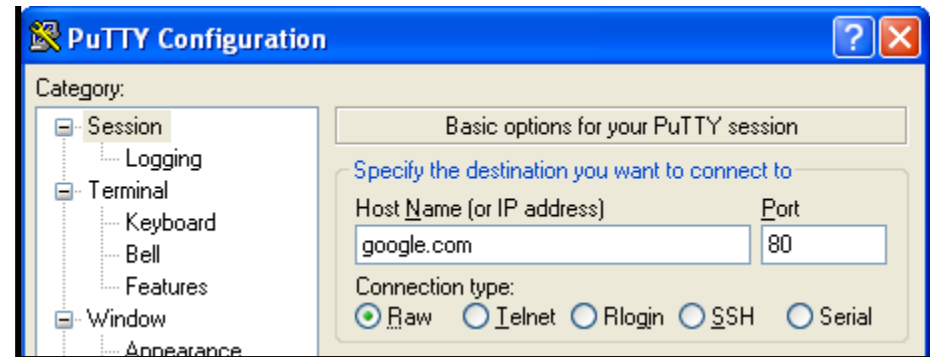 PuTTY Configuration
Category:
Session
Logging
Terminal
Keyboard
Bell
Features
Window
Appearance
Basic options for your PuTTY session
Specify the destination you want to connect to
Host Name (or IP address) Port
google.com 80
Connection type:
Raw Telnet Rlogin SSH Serial